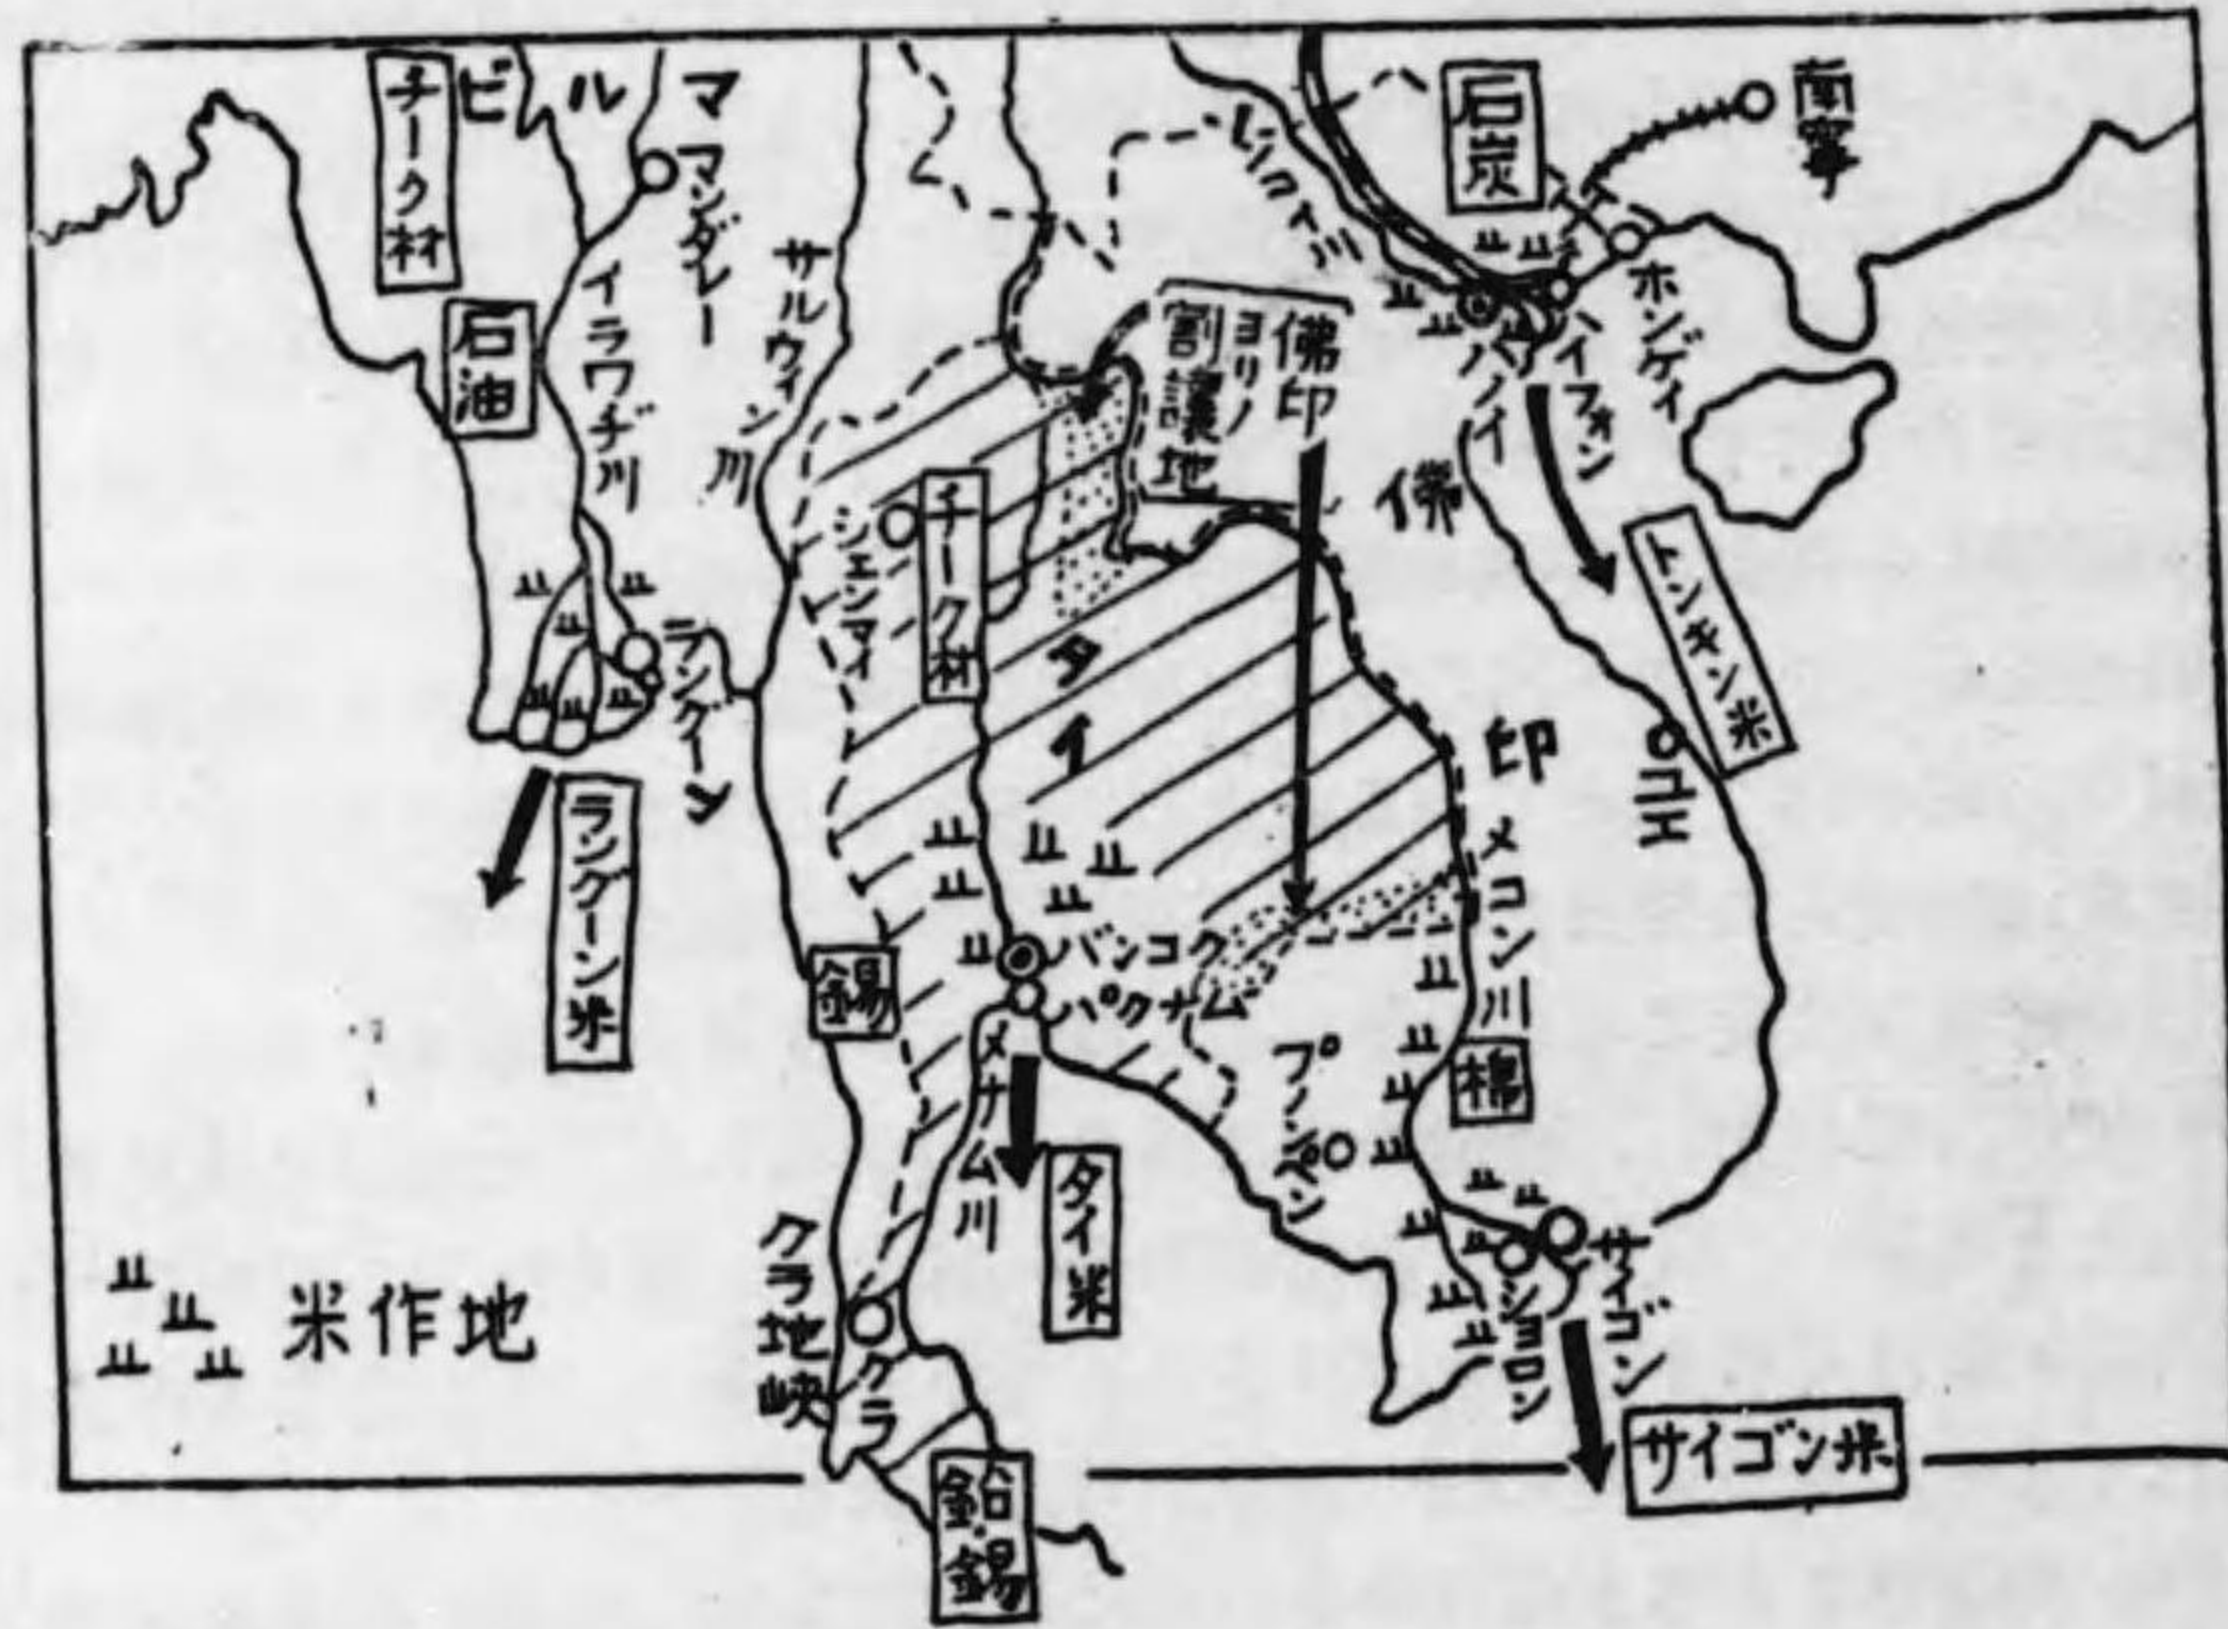 チーク材
ビルマ
マンダレー
石油
イラワヂ川
サルウィン川
石炭
南寧
ホンゲイ
ハイフォン
ハノイ
佛印
ヨリノ
割譲地
佛印
シェンマイ
チーク材
タイ
トンキン米
ユエ
ラングーン
ラングーン米
メコン川
バンコク
パクナム
錫
棉
プノンペン
メナム川
タイ米
クラ地峡
クラ
サイゴン
ショロン
サイゴン米
米作地
鉛・錫